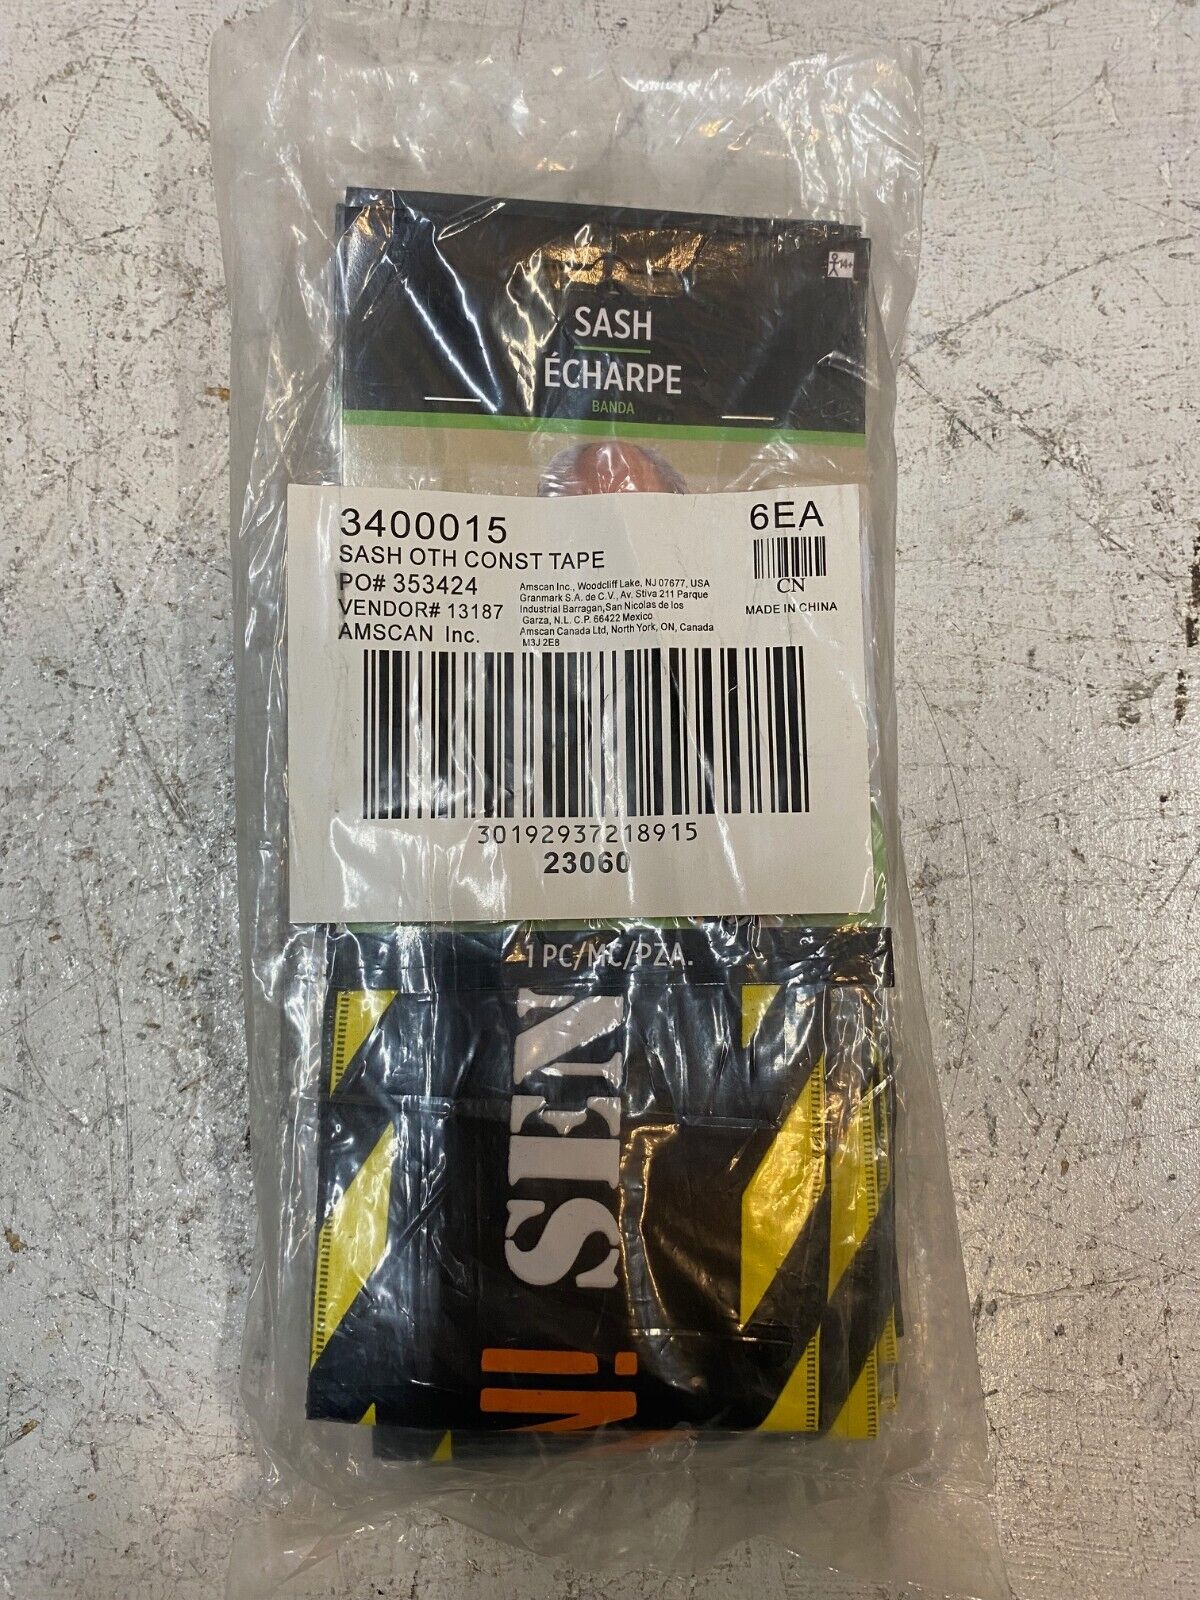 14+
SASH
ÉCHARPE
BANDA
3400015
6EA
SASH OTH CONST TAPE
PO# 353424
VENDOR# 13187
AMSCAN Inc.
Amscan Inc., Woodcliff Lake, NJ 07677, USA
Granmark S.A. de C.V., Av. Stiva 211 Parque
Industrial Barragan, San Nicolas de los
Garza, N.L. C.P. 66422 Mexico
Amscan Canada Ltd, North York, ON, Canada
M3J 2E8
CN
MADE IN CHINA
30192937218915
23060
1 PC/MC/PZA.
SEN